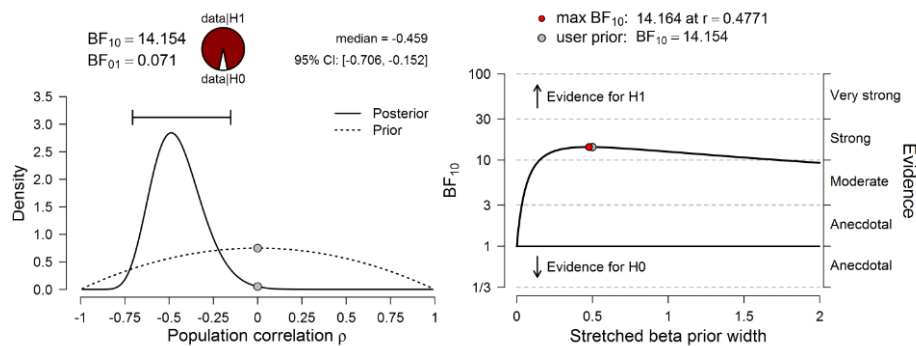 data|H1
BF10 = 14.154
BF01 = 0.071
data|H0
median = -0.459
95% CI: [-0.706, -0.152]
Posterior
Prior
Density
3.5
3.0
2.5
2.0
1.5
1.0
0.5
0.0
-1 -0.75 -0.5 -0.25 0 0.25 0.5 0.75 1
Population correlation ρ
max BF10: 14.164 at r = 0.4771
user prior: BF10 = 14.154
BF10
100
30
10
3
1
1/3
Evidence for H1
Evidence for H0
Very strong
Strong
Moderate
Anecdotal
Anecdotal
Evidence
0 0.5 1 1.5 2
Stretched beta prior width